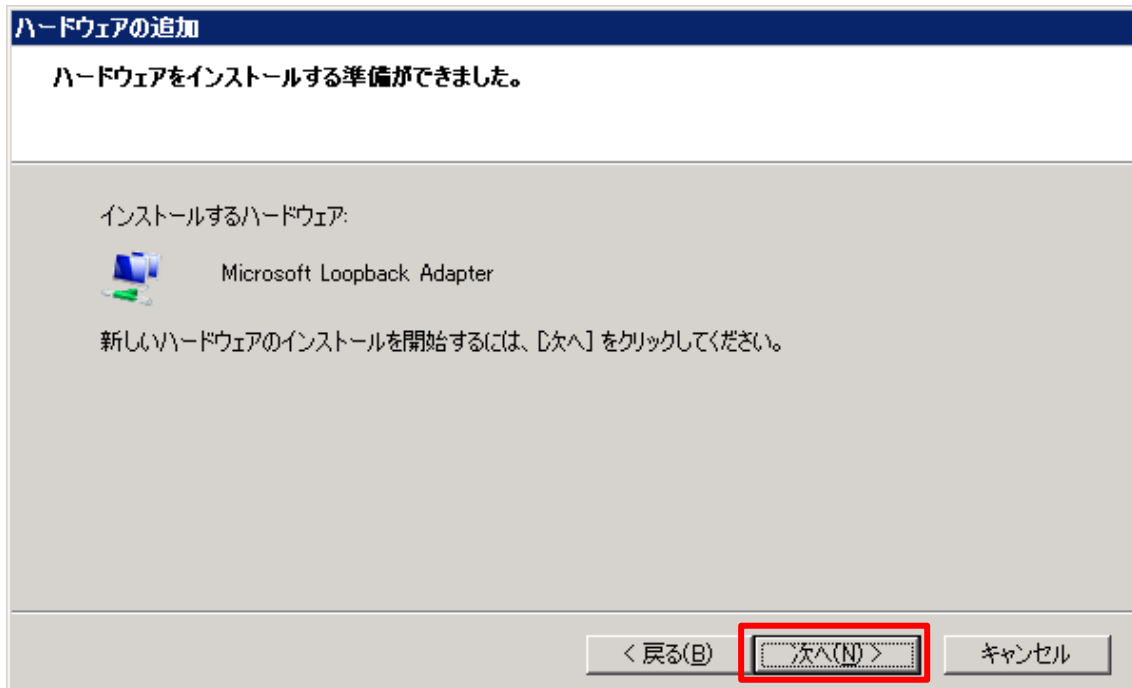 ハードウェアの追加
ハードウェアをインストールする準備ができました。
インストールするハードウェア:
Microsoft Loopback Adapter
新しいハードウェアのインストールを開始するには、[次へ] をクリックしてください。
< 戻る(B)
次へ(N) >
キャンセル